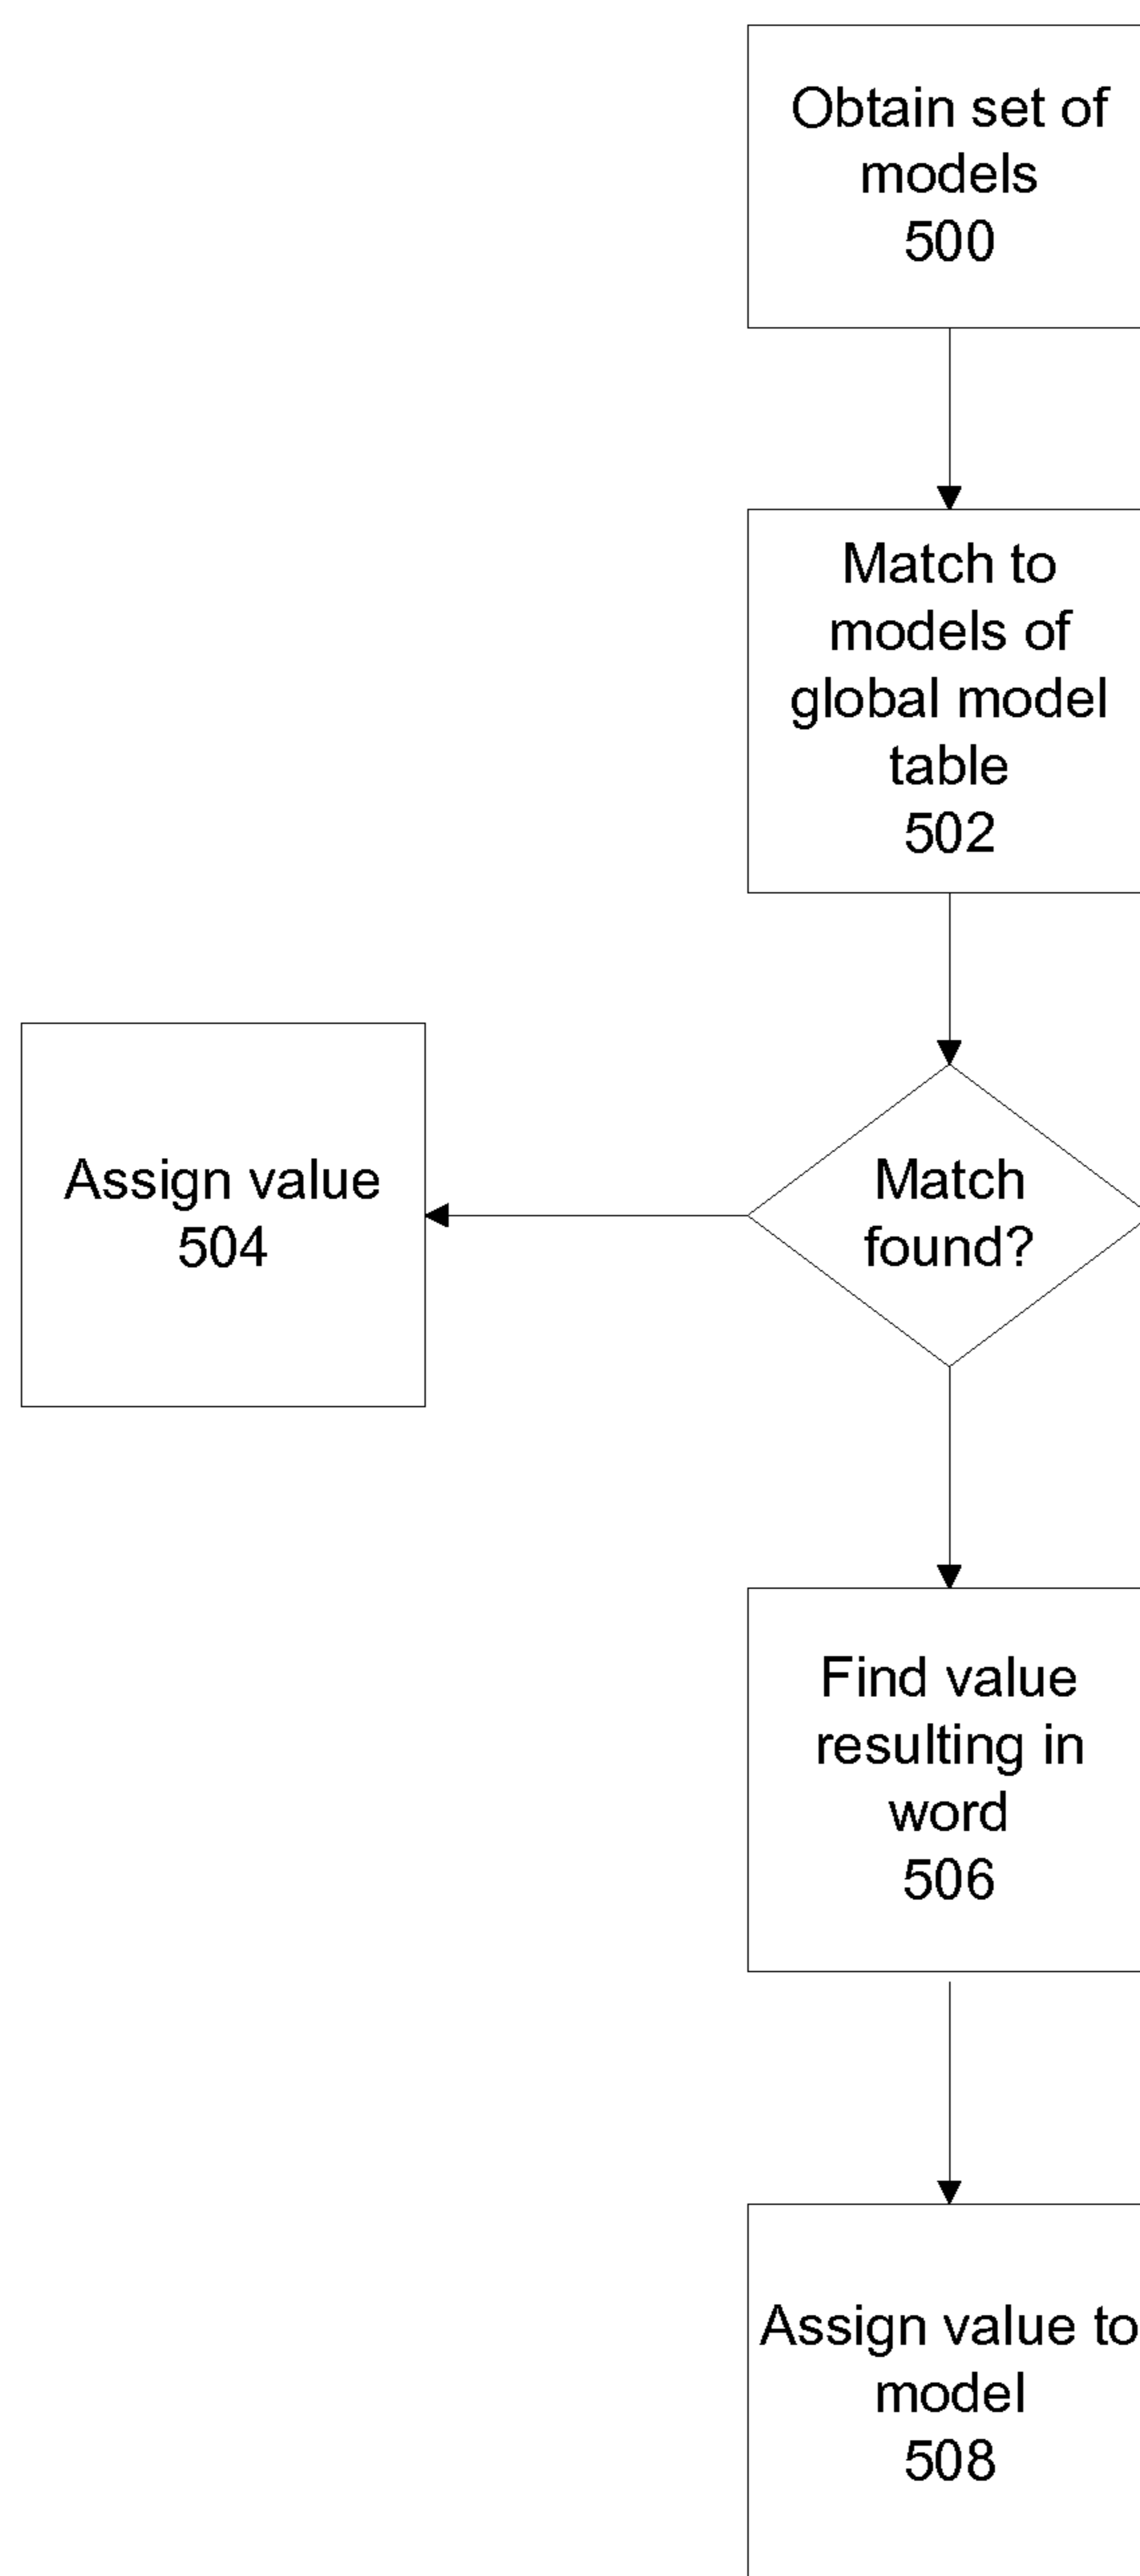 Obtain set of
models
500
Match to
models of
global model
table
502
Match
found?
Assign value
504
Find value
resulting in
word
506
Assign value to
model
508